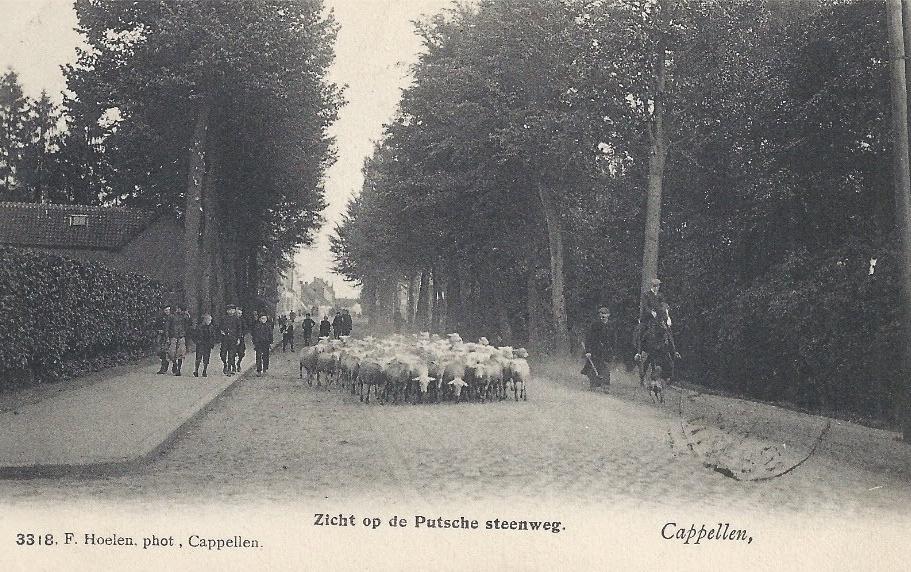 Zicht op de Putsche steenweg.
3318. F. Hoelen. phot , Cappellen.
Cappellen,